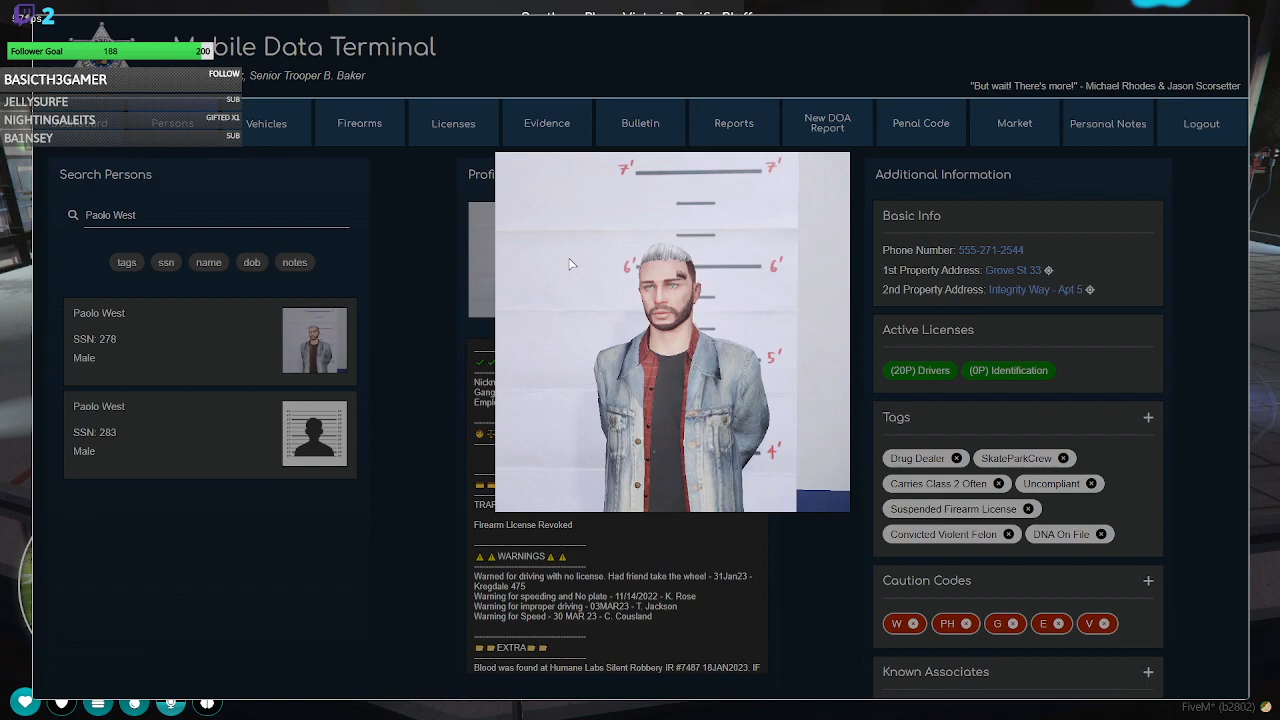 2
Follower Goal 188 200
BASICTH3GAMER FOLLOW
JELLYSURFE SUB
NIGHTINGALEITS GIFTED X1
BA1NSEY SUB
Mobile Data Terminal
Senior Trooper B. Baker
"But wait! There's more!" - Michael Rhodes & Jason Scorsetter
Persons
Vehicles
Firearms
Licenses
Evidence
Bulletin
Reports
New DOA
Report
Penal Code
Market
Personal Notes
Logout
Search Persons
Paolo West
tags ssn name dob notes
Paolo West
SSN: 278
Male
Paolo West
SSN: 283
Male
7' 7'
6' 6'
5'
4'
Firearm License Revoked
WARNINGS
Warned for driving with no license. Had friend take the wheel - 31Jan23 -
Kregdale 475
Warning for speeding and No plate - 11/14/2022 - K. Rose
Warning for improper driving - 03MAR23 - T. Jackson
Warning for Speed - 30 MAR 23 - C. Cousland
EXTRA
Blood was found at Humane Labs Silent Robbery IR #7487 18JAN2023. IF
Additional Information
Basic Info
Phone Number: 555-271-2544
1st Property Address: Grove St 33
2nd Property Address: Integrity Way - Apt 5
Active Licenses
(20P) Drivers (0P) Identification
Tags +
Drug Dealer SkateParkCrew
Carries Class 2 Often Uncompliant
Suspended Firearm License
Convicted Violent Felon DNA On File
Caution Codes +
W PH G E V
Known Associates +
FiveM* (b2802)